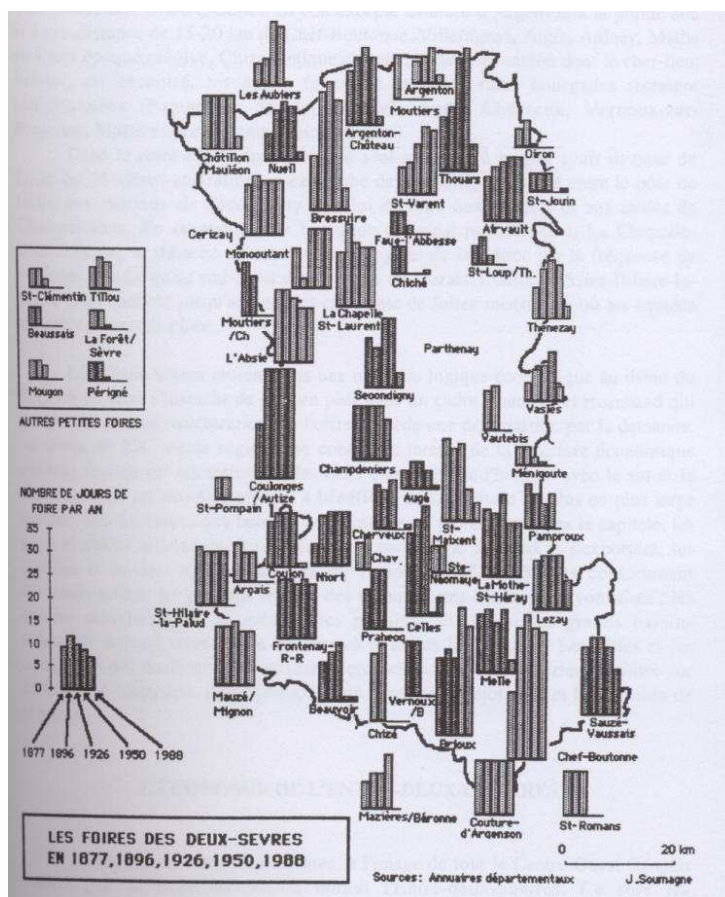 Les Aubiers
Argenton
Moutiers
Châtillon
Mauléon
Nueil
Argenton-
Château
Thouars
Oiron
St-Jouin
Cerizay
Bressuire
St-Varent
Airvault
Faye-l'Abbesse
Monooutant
St-Loup/Th.
Chiché
St-Clémentin
Tillou
Beaussais
La Forêt/
Sèvre
Mougon
Périgné
AUTRES PETITES FOIRES
Moutiers
/Ch
La Chapelle
St-Laurent
Thénezay
L'Absie
Parthenay
Secondigny
Vasles
Vautebis
Champdeniers
Ménigoute
Coulonges
/Autize
St-Pompain
Augé
Cherveux
St-
Maixent
Pamproux
NOMBRE DE JOURS DE
FOIRE PAR AN
35
30
25
20
15
10
5
0
1877
1896
1926
1950
1988
Arçais
Coulon
Niort
Chav.
Ste-
Néomaye
La Mothe-
St-Héray
Lezay
St-Hilaire
-la-Palud
Frontenay-
R-R
Prahecq
Celles
Melle
Mauzé/
Mignon
Beauvoir
Chizé
Vernoux
/B
Brioux
Sauzé-
Vaussais
Chef-Boutonne
Mazières/Béronne
Couture-
d'Argenson
St-Romans
LES FOIRES DES DEUX-SEVRES
EN 1877,1896,1926,1950,1988
0
20 km
Sources: Annuaires départementaux
J.Soumagne